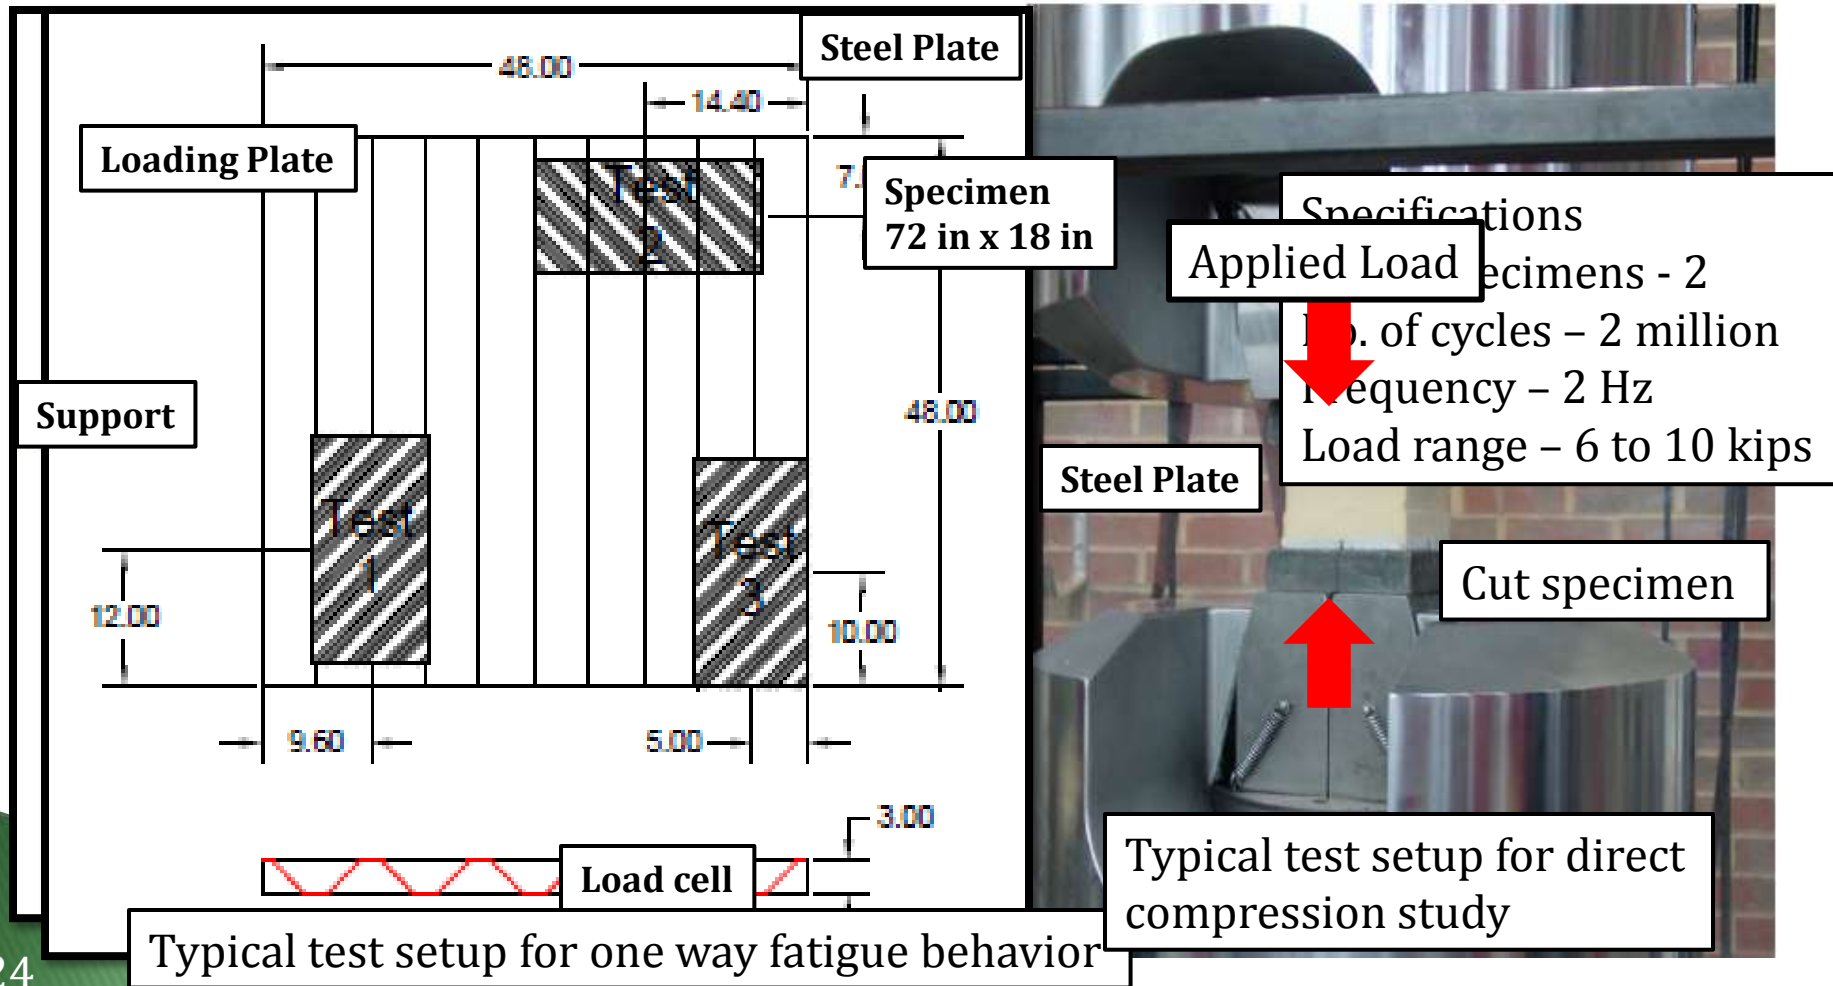 Steel Plate
48.00
14.40
Loading Plate
Test
2
7.
Specimen
72 in x 18 in
Specifications
Applied Load
ecimens - 2
of cycles – 2 million
Frequency – 2 Hz
Load range – 6 to 10 kips
Support
48.00
Steel Plate
Test
1
Test
3
Cut specimen
12.00
10.00
9.60
5.00
3.00
Load cell
Typical test setup for direct
compression study
Typical test setup for one way fatigue behavior
24